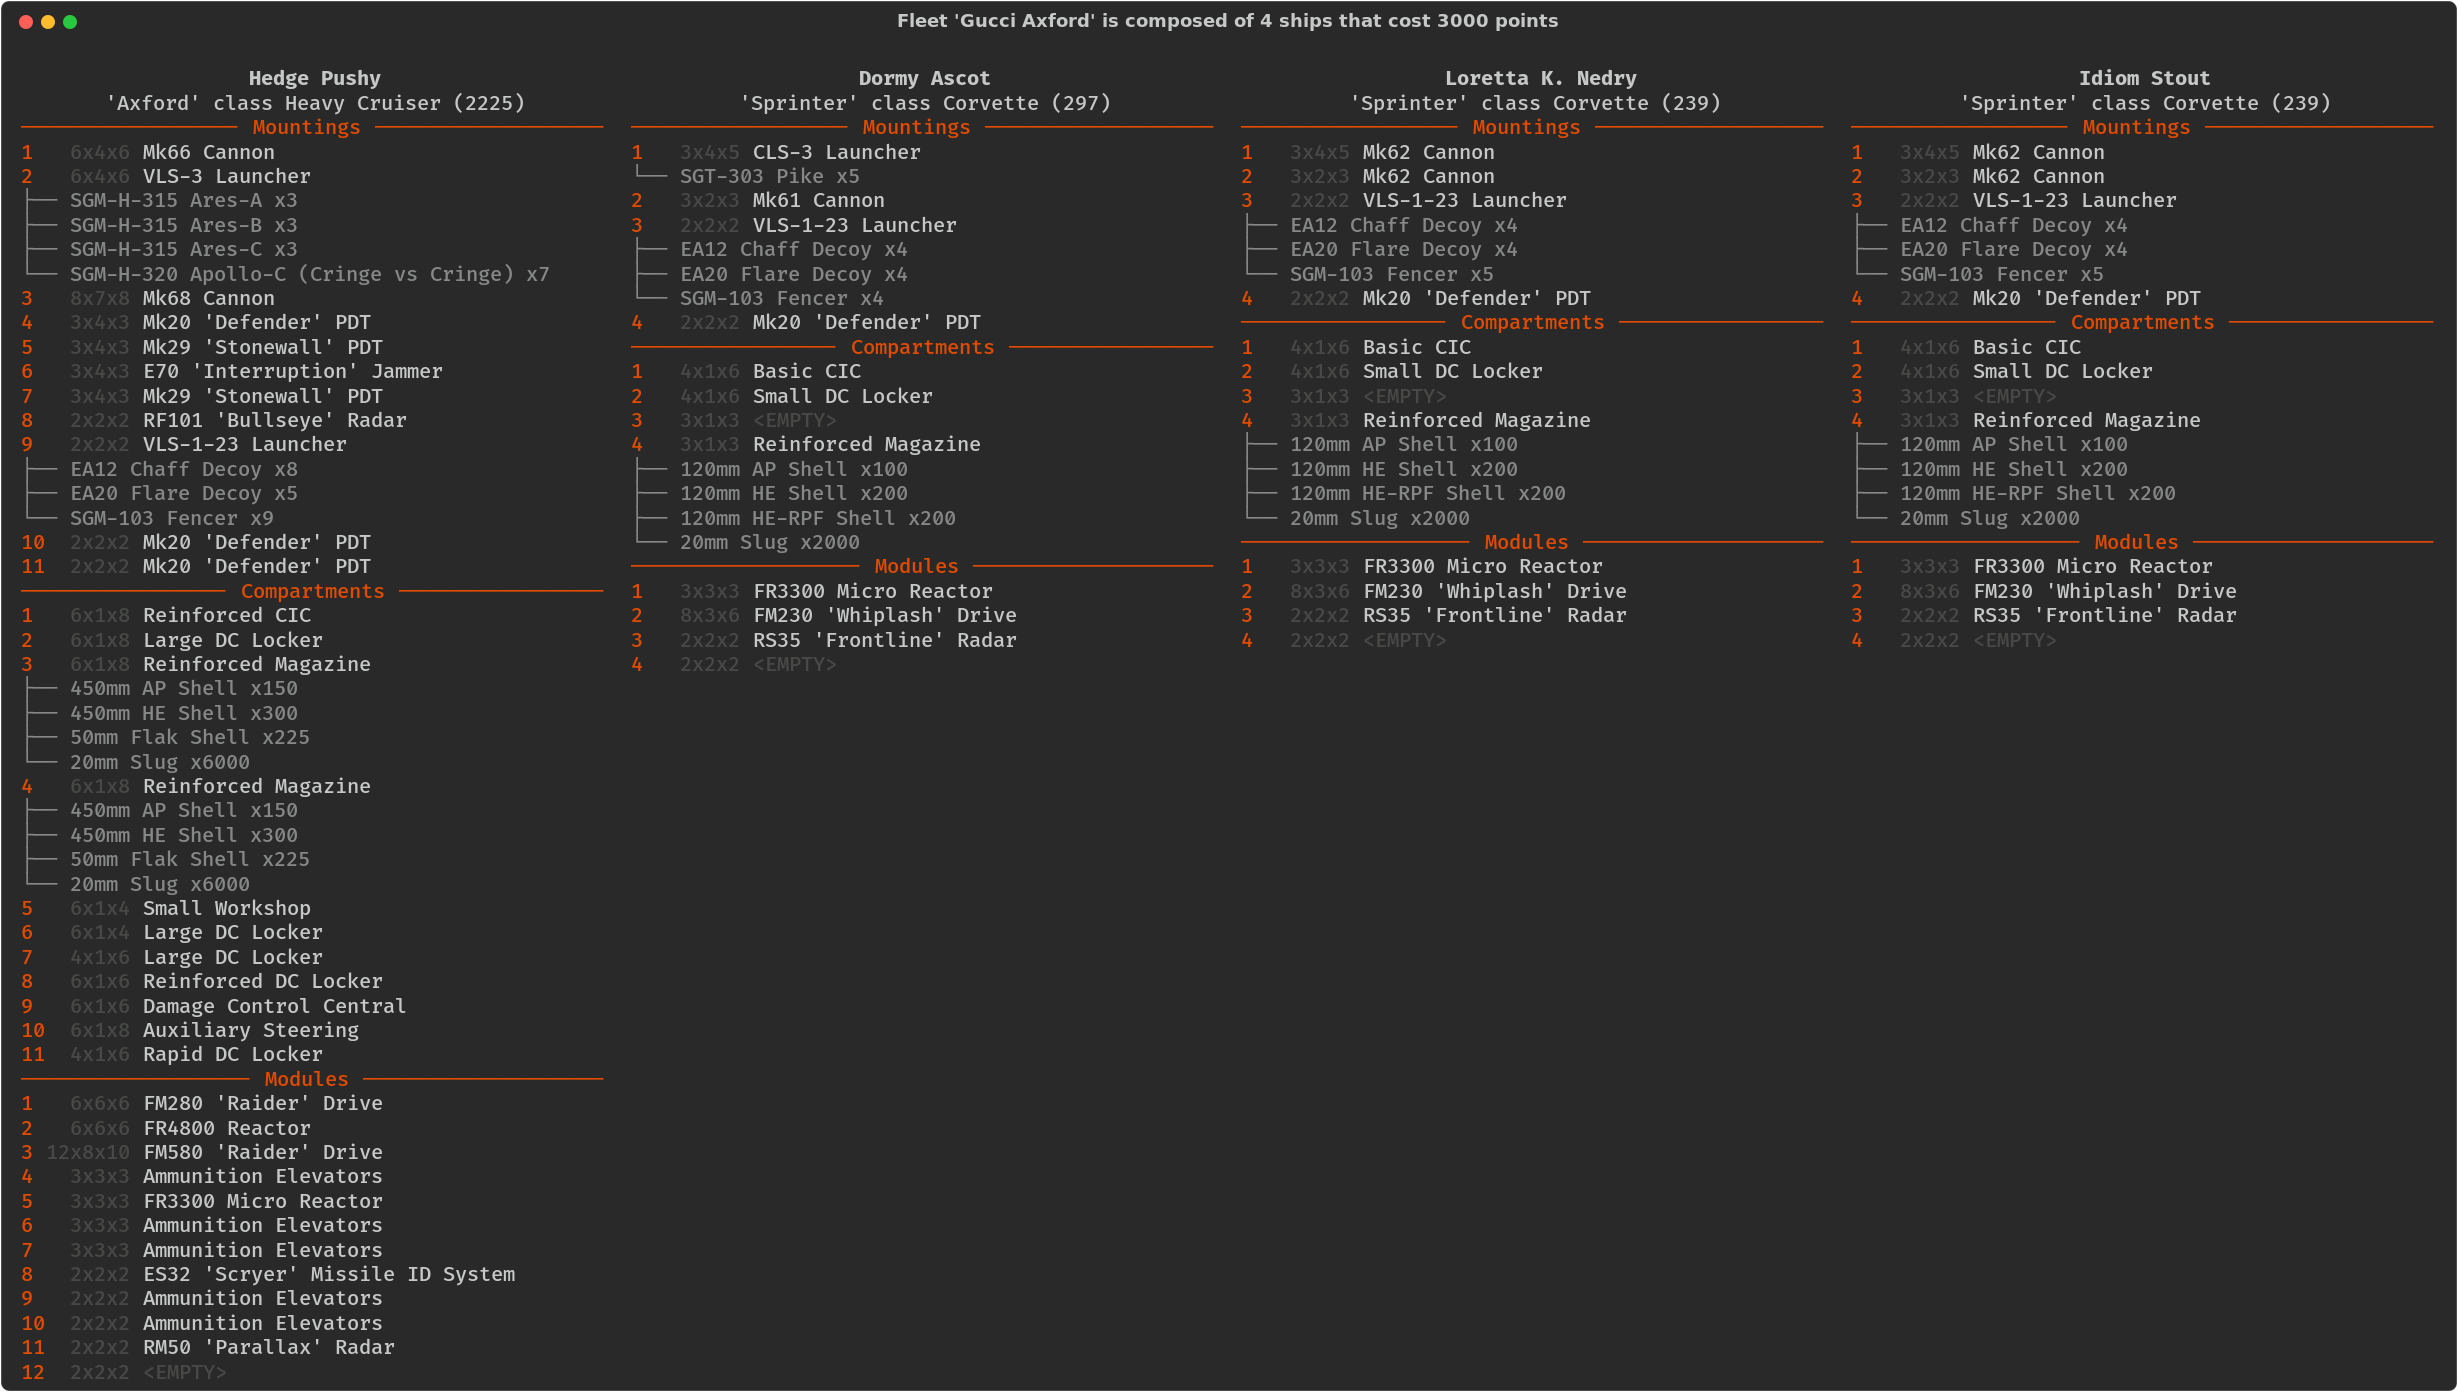 Fleet 'Gucci Axford' is composed of 4 ships that cost 3000 points
Hedge Pushy
'Axford' class Heavy Cruiser (2225)
Mountings
1 6x4x6 Mk66 Cannon
2 6x4x6 VLS-3 Launcher
SGM-H-315 Ares-A x3
SGM-H-315 Ares-B x3
SGM-H-315 Ares-C x3
SGM-H-320 Apollo-C (Cringe vs Cringe) x7
3 8x7x8 Mk68 Cannon
4 3x4x3 Mk20 'Defender' PDT
5 3x4x3 Mk29 'Stonewall' PDT
6 3x4x3 E70 'Interruption' Jammer
7 3x4x3 Mk29 'Stonewall' PDT
8 2x2x2 RF101 'Bullseye' Radar
9 2x2x2 VLS-1-23 Launcher
EA12 Chaff Decoy x8
EA20 Flare Decoy x5
SGM-103 Fencer x9
10 2x2x2 Mk20 'Defender' PDT
11 2x2x2 Mk20 'Defender' PDT
Compartments
1 6x1x8 Reinforced CIC
2 6x1x8 Large DC Locker
3 6x1x8 Reinforced Magazine
450mm AP Shell x150
450mm HE Shell x300
50mm Flak Shell x225
20mm Slug x6000
4 6x1x8 Reinforced Magazine
450mm AP Shell x150
450mm HE Shell x300
50mm Flak Shell x225
20mm Slug x6000
5 6x1x4 Small Workshop
6 6x1x4 Large DC Locker
7 4x1x6 Large DC Locker
8 6x1x6 Reinforced DC Locker
9 6x1x6 Damage Control Central
10 6x1x8 Auxiliary Steering
11 4x1x6 Rapid DC Locker
Modules
1 6x6x6 FM280 'Raider' Drive
2 6x6x6 FR4800 Reactor
3 12x8x10 FM580 'Raider' Drive
4 3x3x3 Ammunition Elevators
5 3x3x3 FR3300 Micro Reactor
6 3x3x3 Ammunition Elevators
7 3x3x3 Ammunition Elevators
8 2x2x2 ES32 'Scryer' Missile ID System
9 2x2x2 Ammunition Elevators
10 2x2x2 Ammunition Elevators
11 2x2x2 RM50 'Parallax' Radar
12 2x2x2 <EMPTY>
Dormy Ascot
'Sprinter' class Corvette (297)
Mountings
1 3x4x5 CLS-3 Launcher
SGT-303 Pike x5
2 3x2x3 Mk61 Cannon
3 2x2x2 VLS-1-23 Launcher
EA12 Chaff Decoy x4
EA20 Flare Decoy x4
SGM-103 Fencer x4
4 2x2x2 Mk20 'Defender' PDT
Compartments
1 4x1x6 Basic CIC
2 4x1x6 Small DC Locker
3 3x1x3 <EMPTY>
4 3x1x3 Reinforced Magazine
120mm AP Shell x100
120mm HE Shell x200
120mm HE-RPF Shell x200
20mm Slug x2000
Modules
1 3x3x3 FR3300 Micro Reactor
2 8x3x6 FM230 'Whiplash' Drive
3 2x2x2 RS35 'Frontline' Radar
4 2x2x2 <EMPTY>
Loretta K. Nedry
'Sprinter' class Corvette (239)
Mountings
1 3x4x5 Mk62 Cannon
2 3x2x3 Mk62 Cannon
3 2x2x2 VLS-1-23 Launcher
EA12 Chaff Decoy x4
EA20 Flare Decoy x4
SGM-103 Fencer x5
4 2x2x2 Mk20 'Defender' PDT
Compartments
1 4x1x6 Basic CIC
2 4x1x6 Small DC Locker
3 3x1x3 <EMPTY>
4 3x1x3 Reinforced Magazine
120mm AP Shell x100
120mm HE Shell x200
120mm HE-RPF Shell x200
20mm Slug x2000
Modules
1 3x3x3 FR3300 Micro Reactor
2 8x3x6 FM230 'Whiplash' Drive
3 2x2x2 RS35 'Frontline' Radar
4 2x2x2 <EMPTY>
Idiom Stout
'Sprinter' class Corvette (239)
Mountings
1 3x4x5 Mk62 Cannon
2 3x2x3 Mk62 Cannon
3 2x2x2 VLS-1-23 Launcher
EA12 Chaff Decoy x4
EA20 Flare Decoy x4
SGM-103 Fencer x5
4 2x2x2 Mk20 'Defender' PDT
Compartments
1 4x1x6 Basic CIC
2 4x1x6 Small DC Locker
3 3x1x3 <EMPTY>
4 3x1x3 Reinforced Magazine
120mm AP Shell x100
120mm HE Shell x200
120mm HE-RPF Shell x200
20mm Slug x2000
Modules
1 3x3x3 FR3300 Micro Reactor
2 8x3x6 FM230 'Whiplash' Drive
3 2x2x2 RS35 'Frontline' Radar
4 2x2x2 <EMPTY>